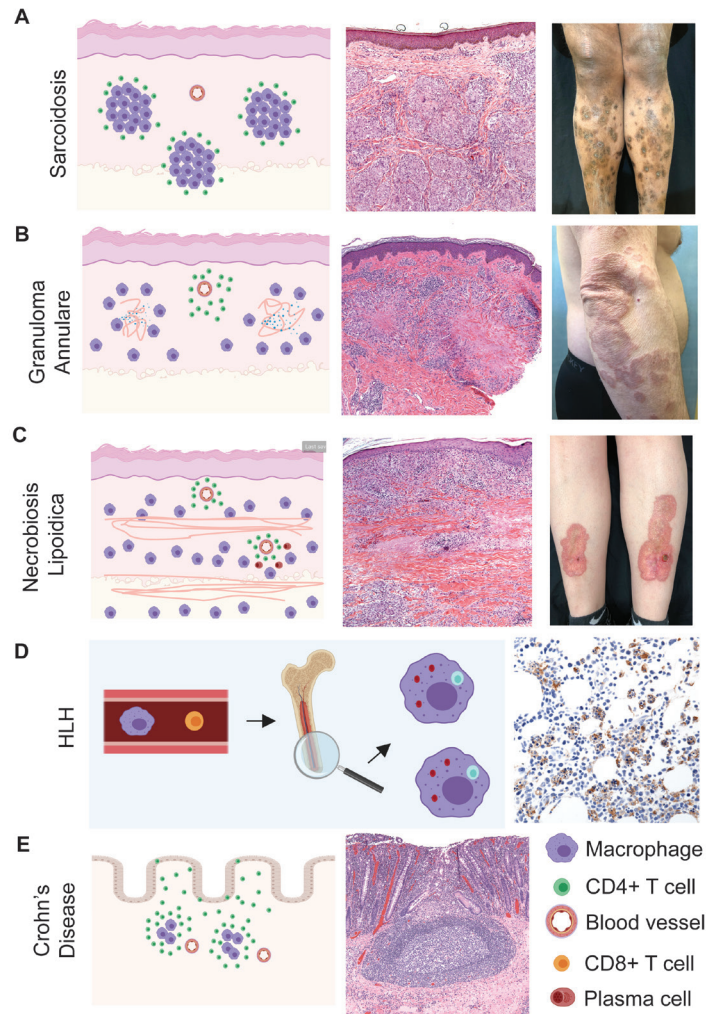 A
Sarcoidosis
B
Granuloma
Annulare
C
Necrobiosis
Lipoidica
D
HLH
E
Crohn's
Disease
Macrophage
CD4+ T cell
Blood vessel
CD8+ T cell
Plasma cell